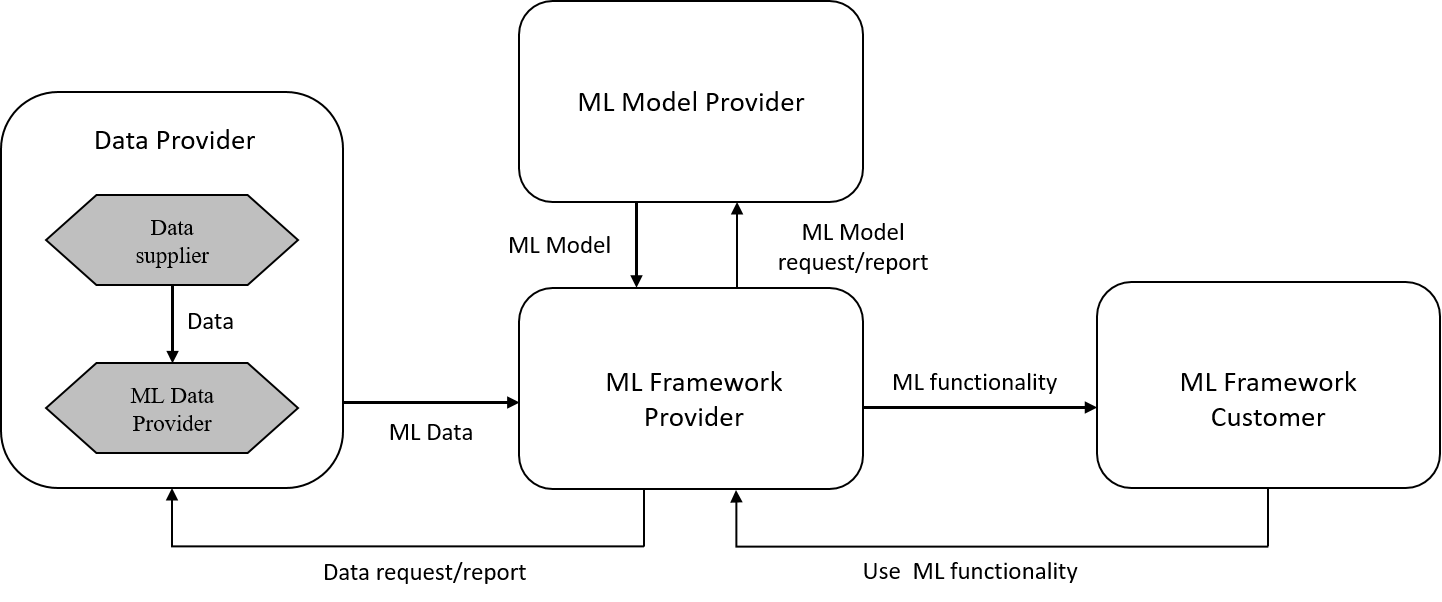 ML Model Provider
Data Provider
Data
supplier
Data
ML Data
Provider
ML Model
ML Model
request/report
ML Data
ML Framework
Provider
ML functionality
ML Framework
Customer
Data request/report
Use  ML functionality